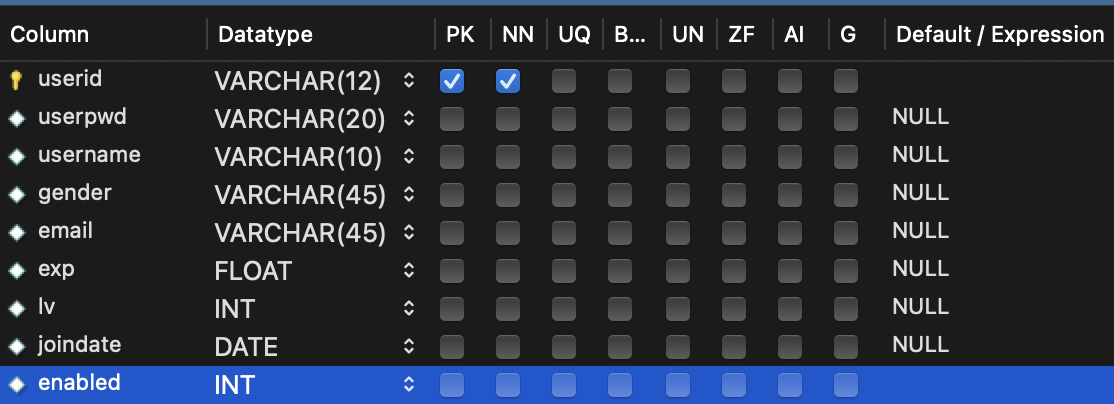 Column Datatype PK NN UQ B... UN ZF AI G Default / Expression
userid VARCHAR(12)
userpwd VARCHAR(20) NULL
username VARCHAR(10) NULL
gender VARCHAR(45) NULL
email VARCHAR(45) NULL
exp FLOAT NULL
lv INT NULL
joindate DATE NULL
enabled INT